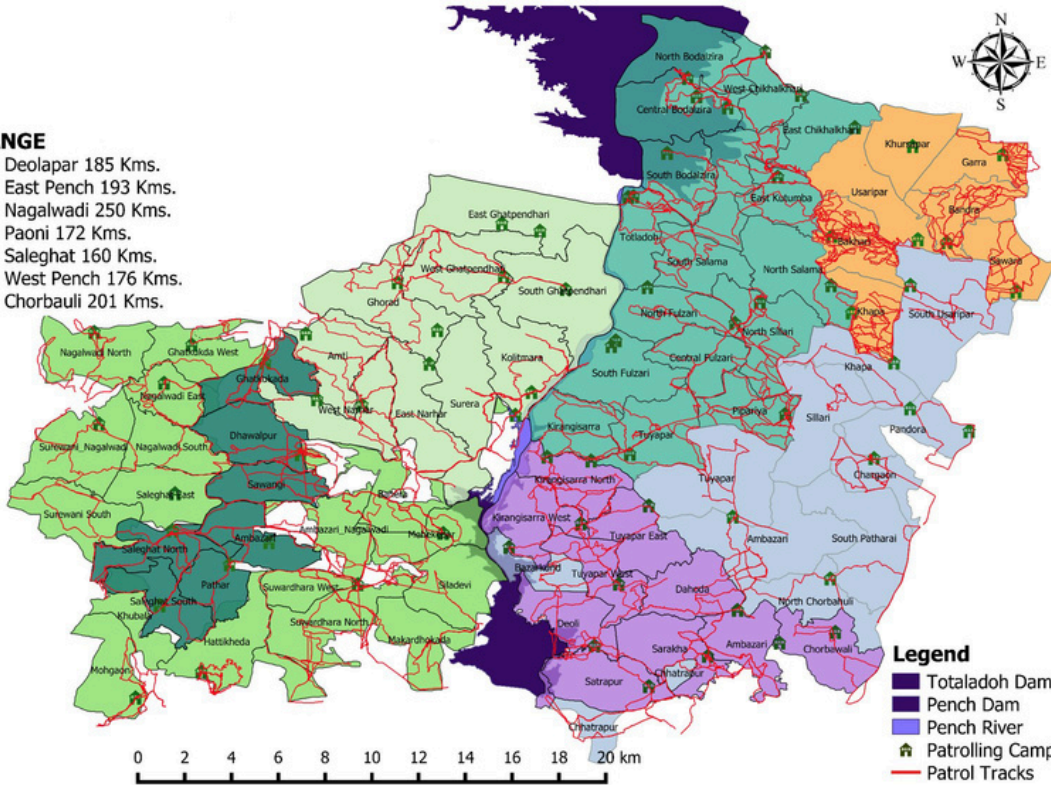 N
W E
S
NGE
Deolapar 185 Kms.
East Pench 193 Kms.
Nagalwadi 250 Kms.
Paoni 172 Kms.
Saleghat 160 Kms.
West Pench 176 Kms.
Chorbauli 201 Kms.
North Bodalzira
West Chikhalkhari
Central Bodalzira
East Chikhalkhari
Khursapar
Garra
South Bodalzira
Usaripar
East Kutumba
Bandra
East Ghatpendhari
Totladoh
Bakhari
South Salama
North Salama
Sawara
West Ghatpendhari
South Ghatpendhari
Ghorad
North Fulzari
Khapa
South Usaripar
North Sillari
Nagalwadi North
Ghatkukda West
Amti
Kolitmara
Central Fulzari
Khapa
South Fulzari
Ghatkukada
Nagalwadi East
West Narhar
East Narhar
Surera
Pipariya
Sillari
Pandora
Kirangisarra
Tuyapar
Dhawalpur
Surewani_Nagalwadi
Nagalwadi South
Chargaon
Sawangi
Kirangisarra North
Tuyapar
Saleghat East
Surewani South
Kirangisarra West
Ambazari_Nagalwadi
Tuyapar East
Ambazari
South Patharai
Ambazari
Saleghat North
Bazarkund
Tuyapar West
Pathar
Suwardhara West
Siladevi
Daheda
North Chorbahuli
Saleghat South
Khubala
Suwardhara North
Deoli
Hattikheda
Makardhokada
Sarakha
Ambazari
Chorbawali
Mohgaon
Satrapur
Chhatrapur
Chhatrapur
Legend
Totaladoh Dam
Pench Dam
Pench River
Patrolling Camp
Patrol Tracks
0 2 4 6 8 10 12 14 16 18 20 km